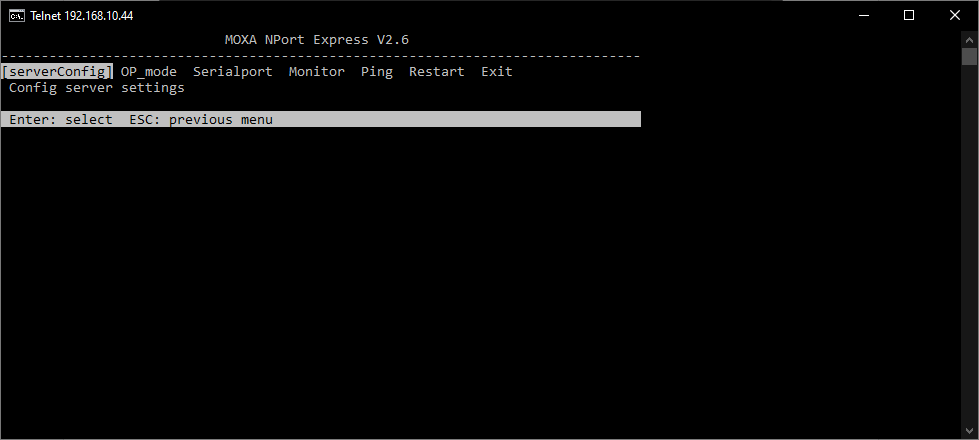 Telnet 192.168.10.44
MOXA NPort Express V2.6
--------------------------------------------------------------------------------
[serverConfig] OP_mode Serialport Monitor Ping Restart Exit
Config server settings
Enter: select ESC: previous menu